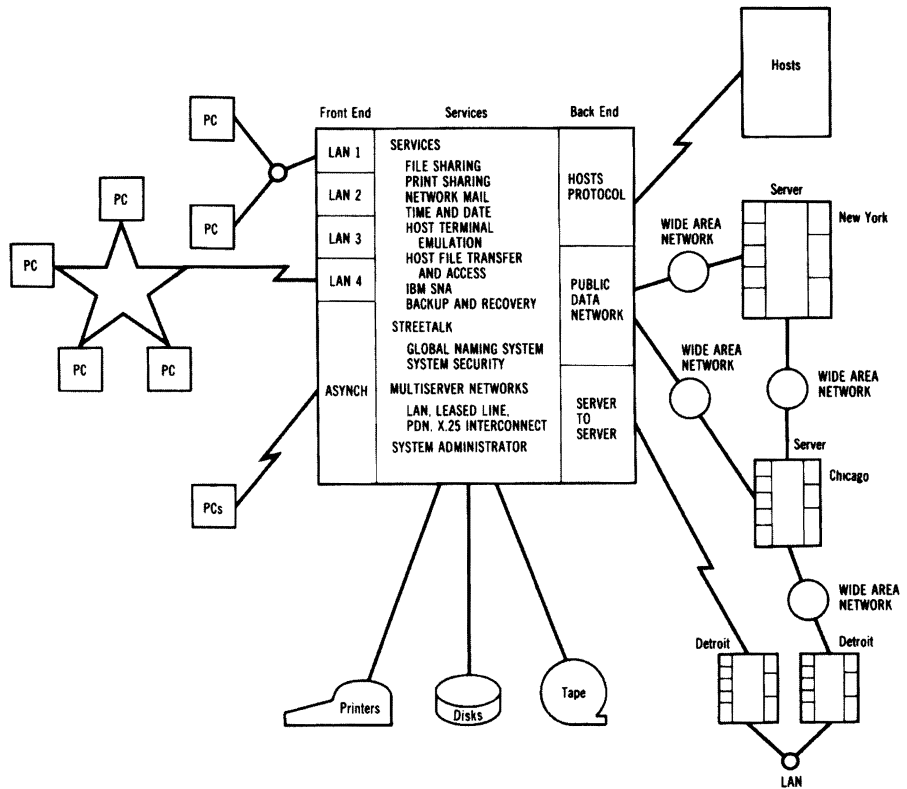 Hosts
Front End
Services
Back End
PC
LAN 1
SERVICES
FILE SHARING
PRINT SHARING
NETWORK MAIL
TIME AND DATE
HOST TERMINAL
EMULATION
HOST FILE TRANSFER
AND ACCESS
IBM SNA
BACKUP AND RECOVERY
STREETALK
GLOBAL NAMING SYSTEM
SYSTEM SECURITY
MULTISERVER NETWORKS
LAN, LEASED LINE,
PDN, X.25 INTERCONNECT
SYSTEM ADMINISTRATOR
HOSTS
PROTOCOL
LAN 2
PC
LAN 3
PC
PC
LAN 4
PC
PC
ASYNCH
PCs
PUBLIC
DATA
NETWORK
SERVER
TO
SERVER
Server
New York
WIDE AREA
NETWORK
WIDE AREA
NETWORK
WIDE AREA
NETWORK
Server
Chicago
WIDE AREA
NETWORK
Detroit
Detroit
LAN
Printers
Disks
Tape